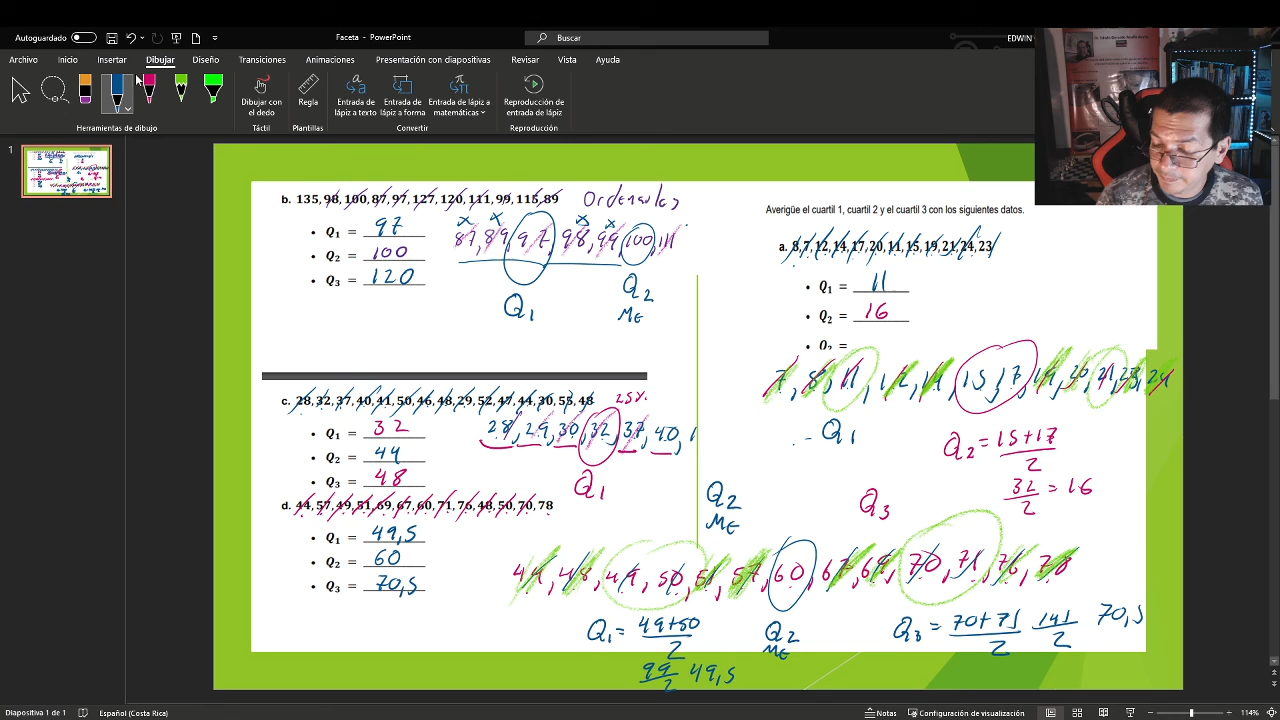 Autoguardado
Faceta - PowerPoint
Buscar
EDWIN
Archivo Inicio Insertar Dibujar Diseño Transiciones Animaciones Presentación con diapositivas Revisar Vista Ayuda
Dibujar con el dedo
Regla
Entrada de lápiz a texto
Entrada de lápiz a forma
Entrada de lápiz a matemáticas
Reproducción de entrada de lápiz
Herramientas de dibujo Táctil Plantillas Convertir Reproducción
1
b. 135, 98, 100, 87, 97, 127, 120, 111, 99, 115, 89
• Q₁ = 97
• Q₂ = 100
• Q₃ = 120
87, 89, 97, 98, 99, 100, 111
Q₁
Q₂
ME
c. 28, 32, 37, 40, 41, 50, 46, 48, 29, 52, 47, 44, 30, 55, 48
• Q₁ = 32
• Q₂ = 44
• Q₃ = 48
25%
28, 29, 30, 32, 37, 40,
Q₁
d. 44, 57, 49, 51, 69, 67, 60, 71, 76, 48, 50, 70, 78
• Q₁ = 49,5
• Q₂ = 60
• Q₃ = 70,5
Averigüe el cuartil 1, cuartil 2 y el cuartil 3 con los siguientes datos.
a. 8, 7, 12, 14, 17, 20, 11, 15, 19, 21, 24, 23
• Q₁ = 11
• Q₂ = 16
• Q₃ =
7, 8, 11, 12, 14, 15, 17, 19, 20, 21, 23, 24
Q₁
Q₂ = 15+17
2
32
2
= 16
Q₂
ME
Q₃
44, 48, 49, 50, 51, 57, 60, 67, 69, 70, 71, 76, 78
Q₁ = 49+50
2
99
2
49,5
Q₂
ME
Q₃ = 70+71
2
141
2
70,5
Diapositiva 1 de 1 Español (Costa Rica) Notas Configuración de visualización 114%